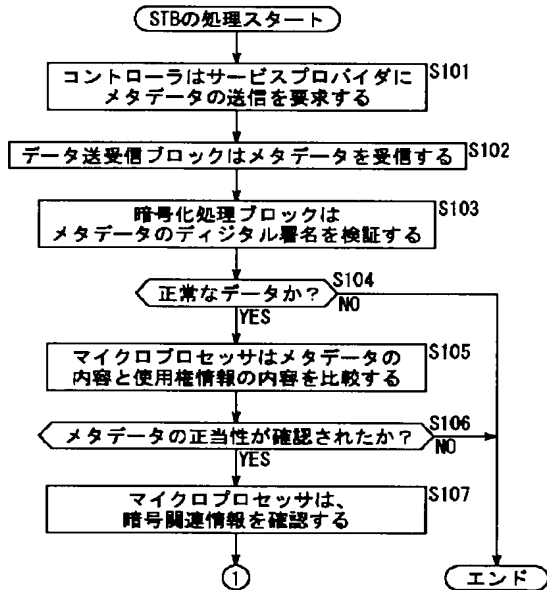 STBの処理スタート
コントローラはサービスプロバイダに
メタデータの送信を要求する
S101
データ送受信ブロックはメタデータを受信する
S102
暗号化処理ブロックは
メタデータのディジタル署名を検証する
S103
正常なデータか?
S104
NO
YES
マイクロプロセッサはメタデータの
内容と使用権情報の内容を比較する
S105
メタデータの正当性が確認されたか?
S106
NO
YES
マイクロプロセッサは、
暗号関連情報を確認する
S107
1
エンド